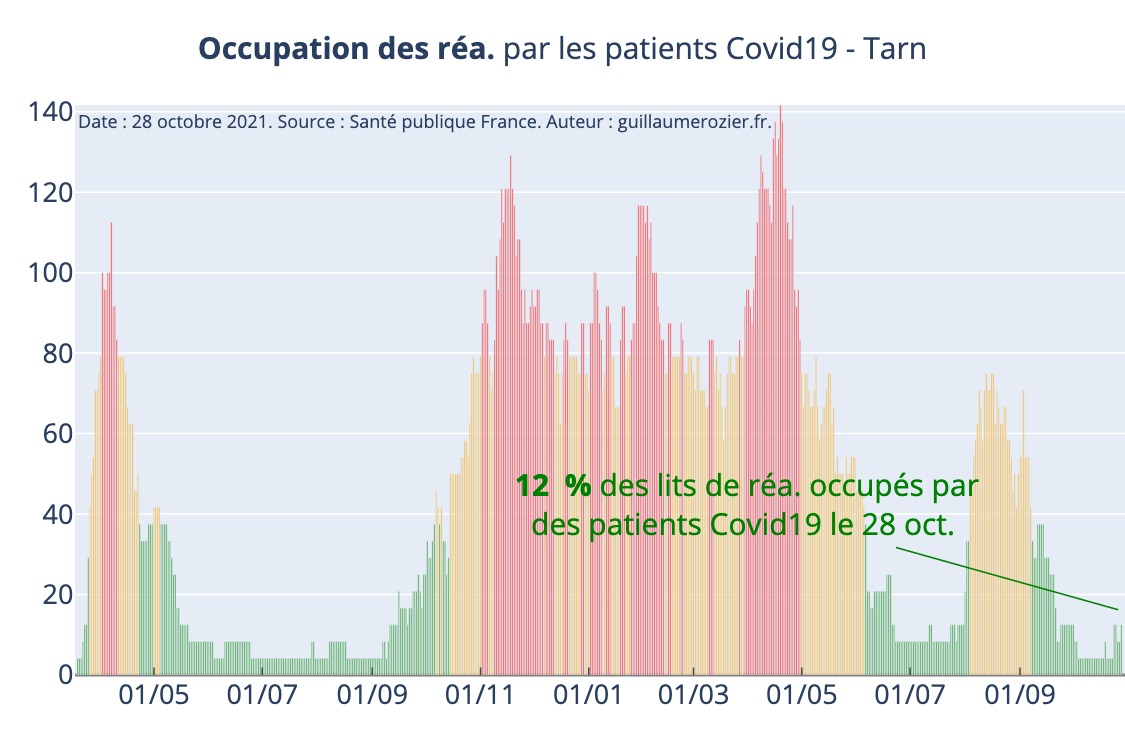 Occupation des réa. par les patients Covid19 - Tarn
140
Date : 28 octobre 2021. Source : Santé publique France. Auteur : guillaumerozier.fr.
120
100
80
60
12  % des lits de réa. occupés par
des patients Covid19 le 28 oct.
40
20
0
01/05 01/07 01/09 01/11 01/01 01/03 01/05 01/07 01/09